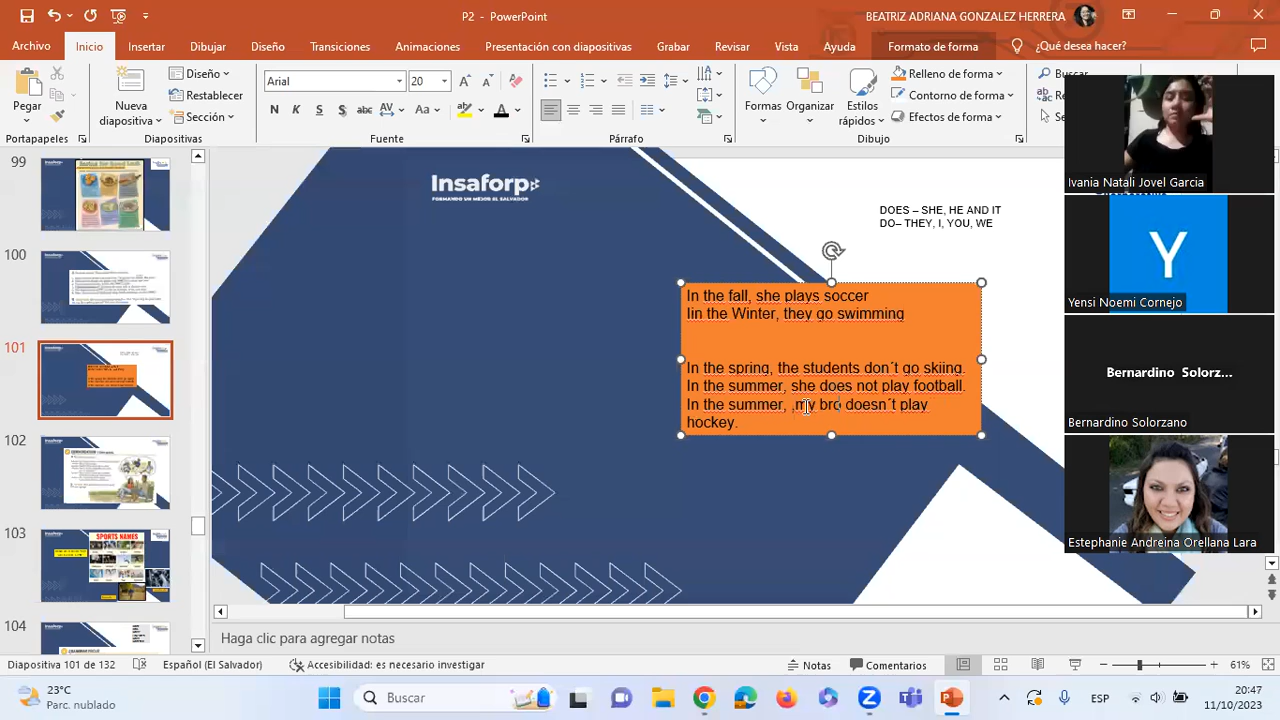 P2 - PowerPoint
BEATRIZ ADRIANA GONZALEZ HERRERA
Archivo Inicio Insertar Dibujar Diseño Transiciones Animaciones Presentación con diapositivas Grabar Revisar Vista Ayuda Formato de forma ¿Qué desea hacer?
Pegar
Nueva diapositiva
Diseño
Restablecer
Sección
Arial 20
N K S S abc AV Aa A
Formas Organizar Estilos rápidos
Relleno de forma
Contorno de forma
Efectos de forma
Buscar
Portapapeles Diapositivas Fuente Párrafo Dibujo
99
100
101
102
103
SPORTS NAMES
104
Insaforp
FORMANDO UN MEJOR EL SALVADOR
DOES – SHE, HE AND IT
DO– THEY, I, YOU, WE
In the fall, she plays soccer
Iin the Winter, they go swimming
In the spring, the students don´t go skiing.
In the summer, she does not play football.
In the summer, ,my bro doesn´t play
hockey.
Ivania Natali Jovel Garcia
Y
Yensi Noemi Cornejo
Bernardino Solorz...
Bernardino Solorzano
Estephanie Andreina Orellana Lara
Haga clic para agregar notas
Diapositiva 101 de 132 Español (El Salvador) Accesibilidad: es necesario investigar Notas Comentarios 61%
23°C
Parc. nublado
Buscar
ESP
20:47
11/10/2023